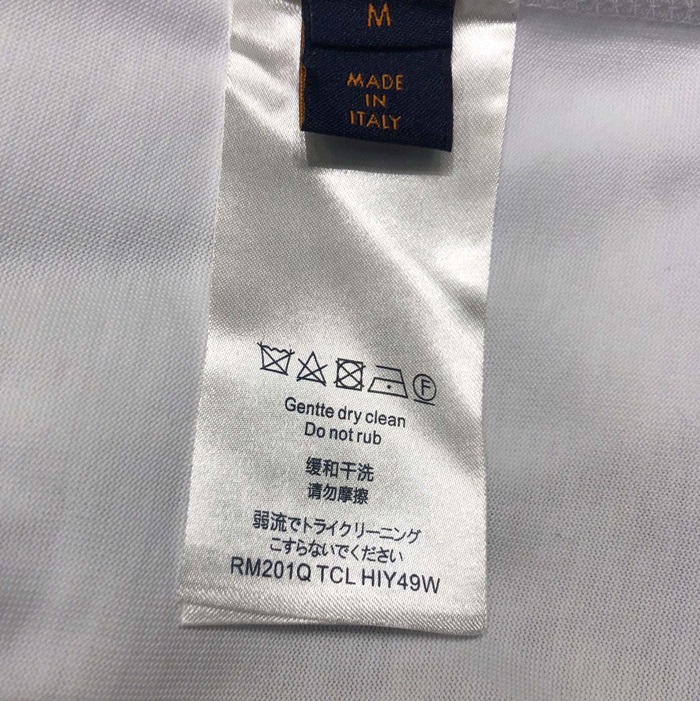 M
MADE
IN
ITALY
F
Gentte dry clean
Do not rub
缓和干洗
请勿摩擦
弱流でトライクリーニング
こすらないでください
RM201Q TCL HIY49W